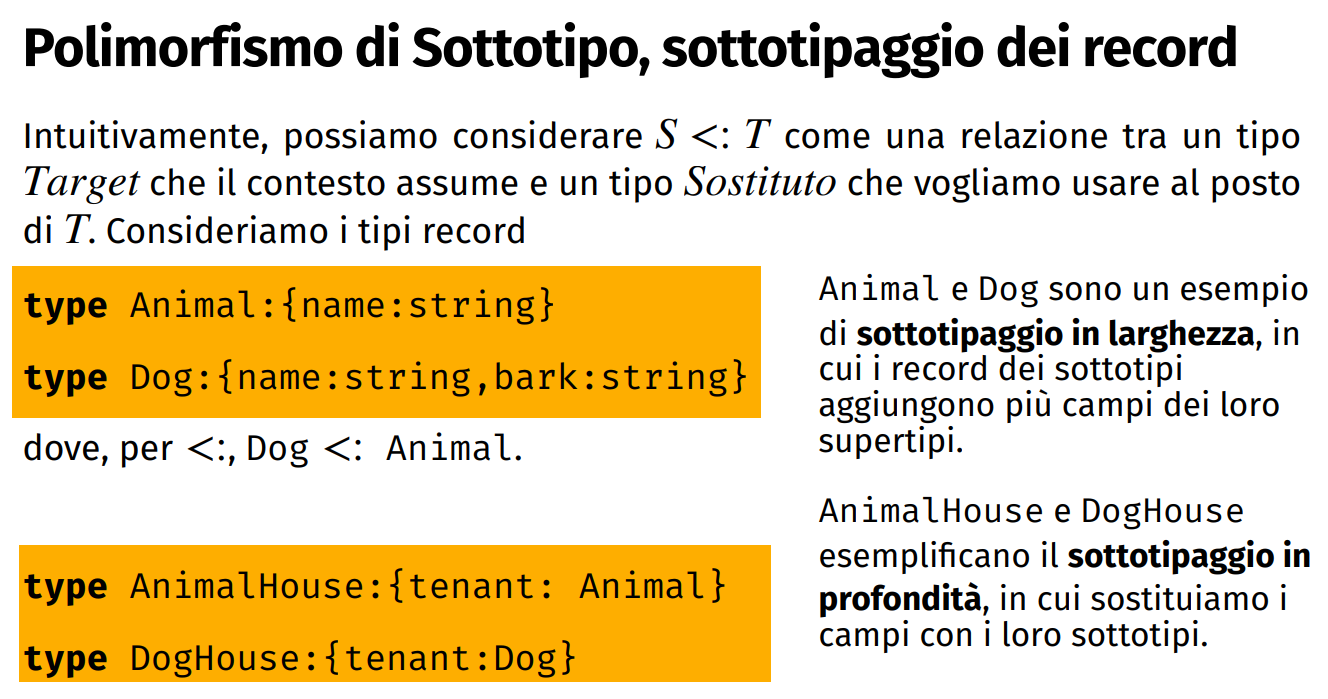 Polimorfismo di Sottotipo, sottotipaggio dei record
Intuitivamente, possiamo considerare S <: T come una relazione tra un tipo
Target che il contesto assume e un tipo Sostituto che vogliamo usare al posto
di T. Consideriamo i tipi record
type Animal:{name:string}
type Dog:{name:string,bark:string}
dove, per <:, Dog <: Animal.
type AnimalHouse:{tenant: Animal}
type DogHouse:{tenant:Dog}
Animal e Dog sono un esempio
di sottotipaggio in larghezza, in
cui i record dei sottotipi
aggiungono più campi dei loro
supertipi.
AnimalHouse e DogHouse
esemplificano il sottotipaggio in
profondità, in cui sostituiamo i
campi con i loro sottotipi.